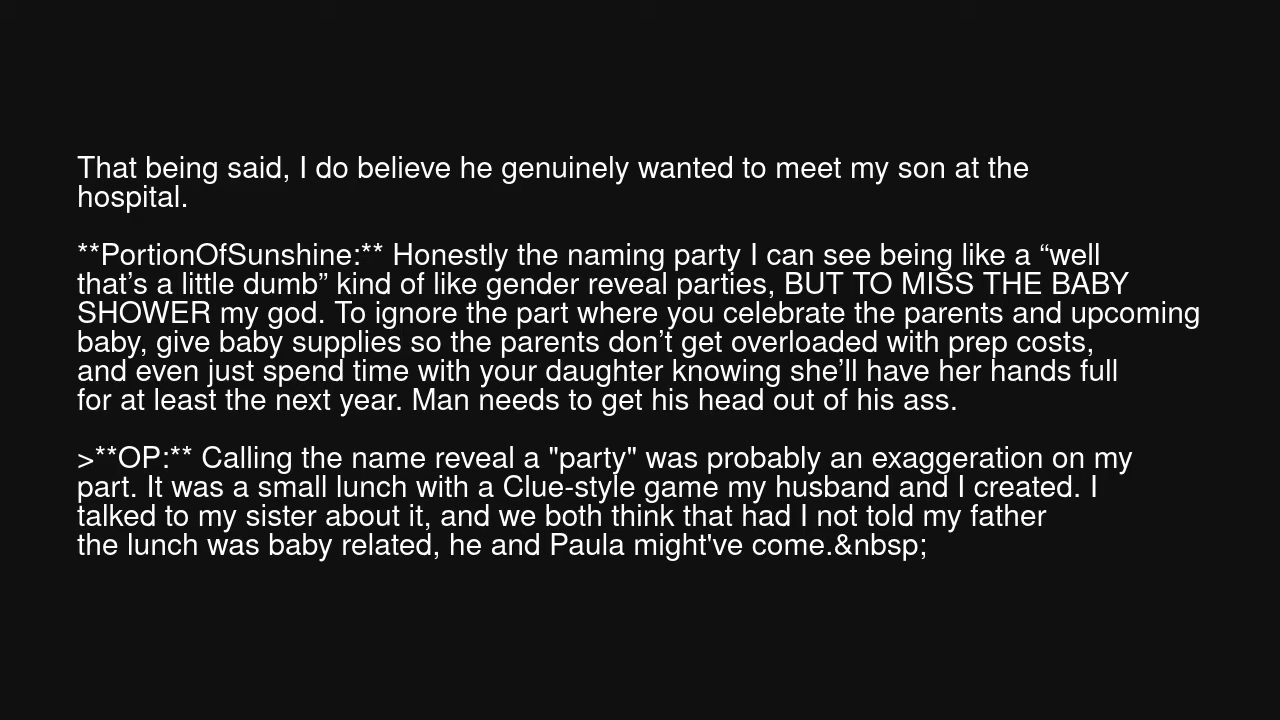 That being said, I do believe he genuinely wanted to meet my son at the
hospital.
**PortionOfSunshine:** Honestly the naming party I can see being like a “well
that’s a little dumb” kind of like gender reveal parties, BUT TO MISS THE BABY
SHOWER my god. To ignore the part where you celebrate the parents and upcoming
baby, give baby supplies so the parents don’t get overloaded with prep costs,
and even just spend time with your daughter knowing she’ll have her hands full
for at least the next year. Man needs to get his head out of his ass.
>**OP:** Calling the name reveal a "party" was probably an exaggeration on my
part. It was a small lunch with a Clue-style game my husband and I created. I
talked to my sister about it, and we both think that had I not told my father
the lunch was baby related, he and Paula might've come.&nbsp;